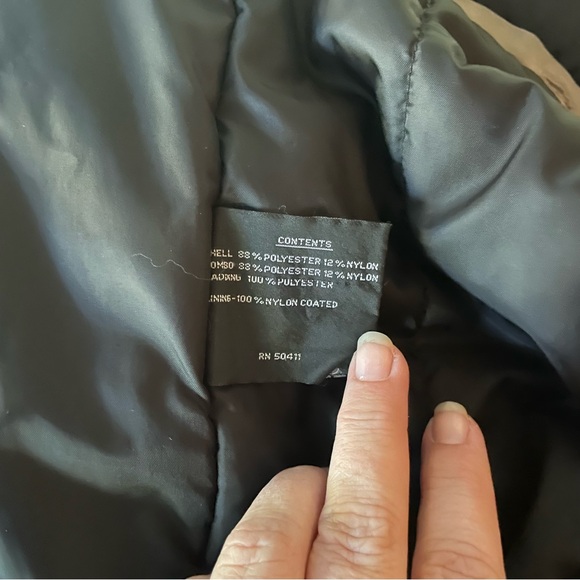 CONTENTS
HELL 88% POLYESTER 12% NYLON
OMBO 88% POLYESTER 12% NYLON
ADDING 100% POLYESTER
INING-100% NYLON COATED
RN 50411